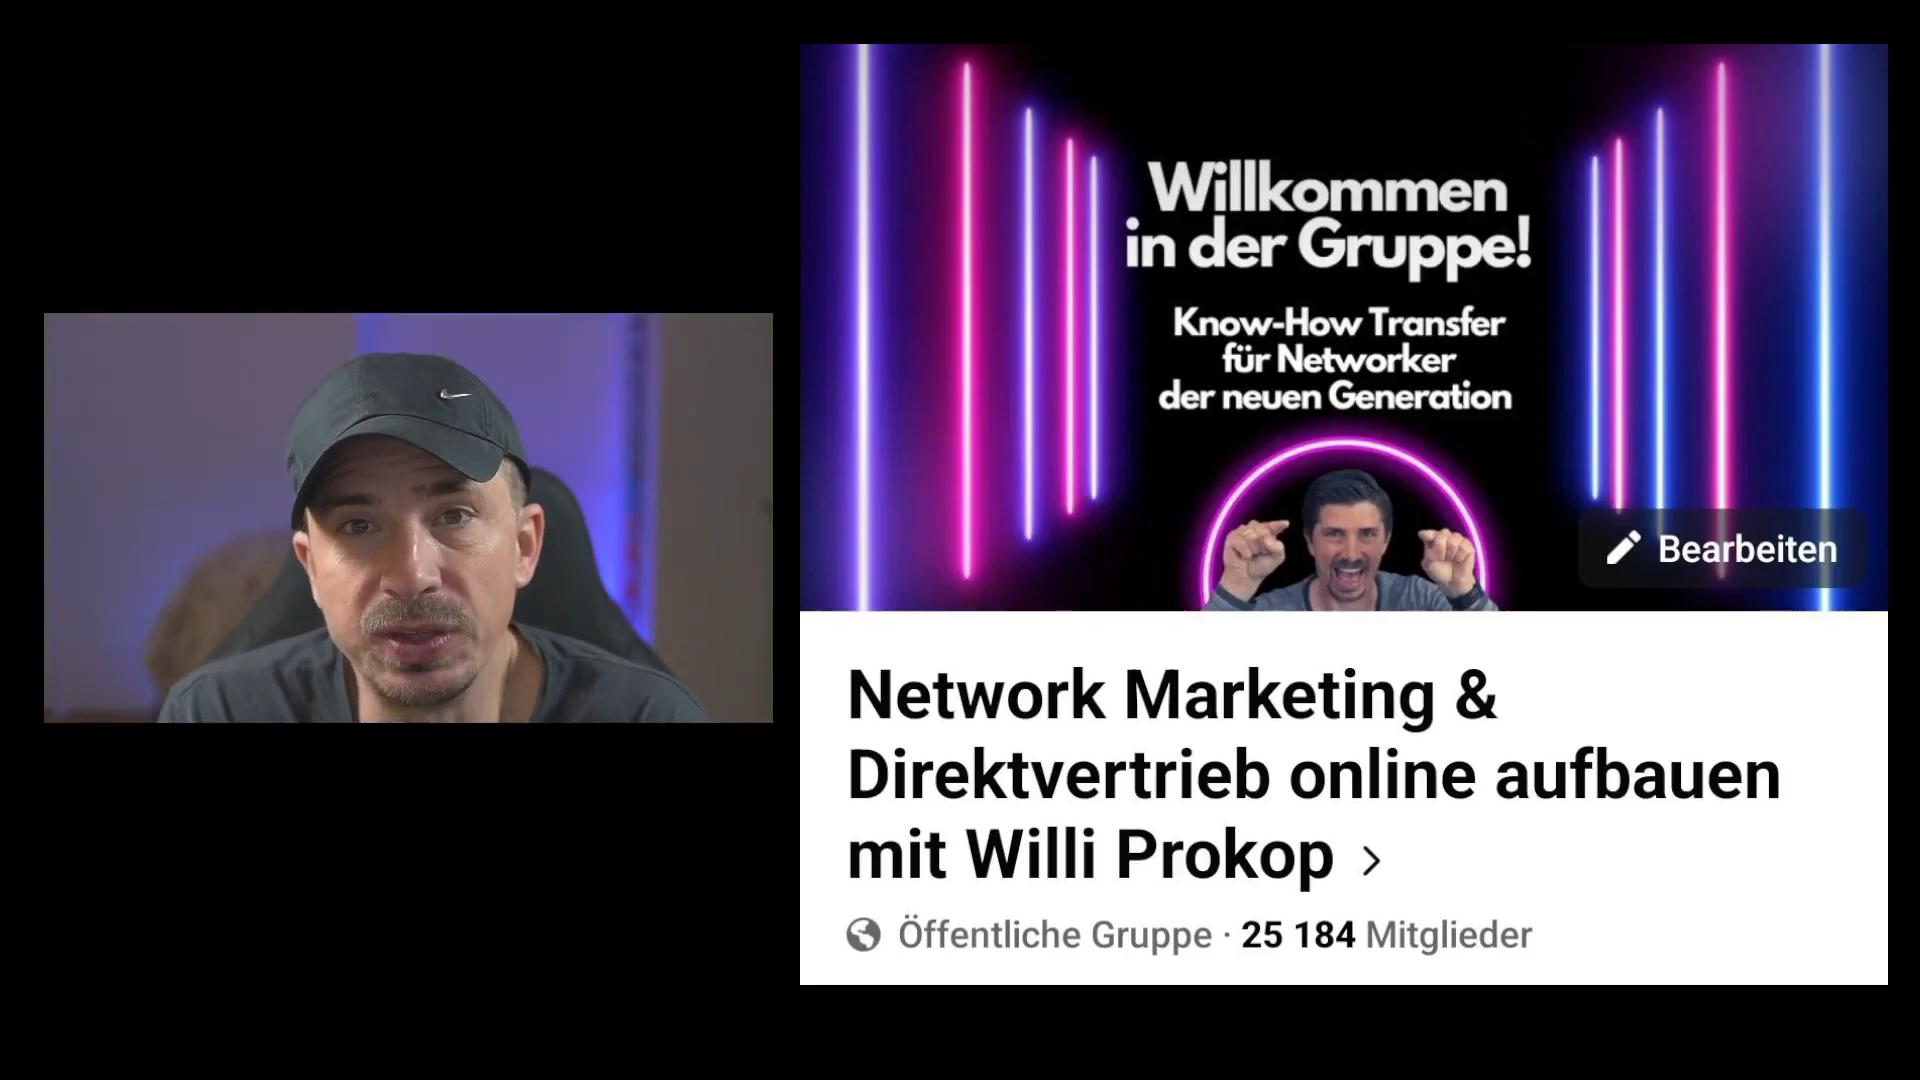 Willkommen
in der Gruppe!
Know-How Transfer
für Networker
der neuen Generation
Bearbeiten
Network Marketing &
Direktvertrieb online aufbauen
mit Willi Prokop >
Öffentliche Gruppe · 25 184 Mitglieder